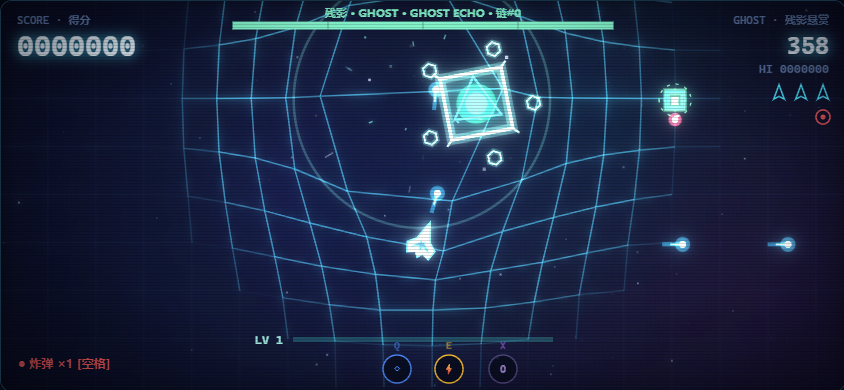 残影 • GHOST • GHOST ECHO • 链#0
SCORE · 得分
0000000
GHOST · 残影悬赏
358
HI 0000000
LV 1
Q E X
0
● 炸弹 ×1 [空格]